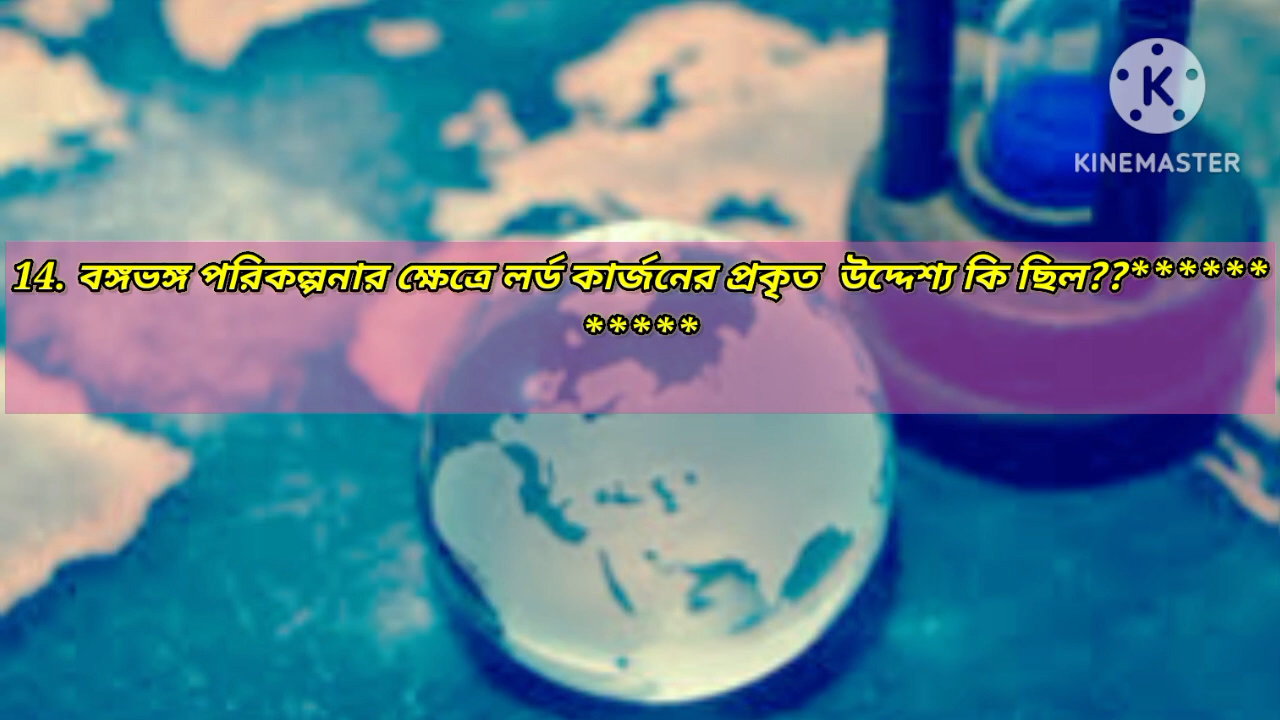 KINEMASTER
14. বঙ্গভঙ্গ পরিকল্পনার ক্ষেত্রে লর্ড কার্জনের প্রকৃত উদ্দেশ্য কি ছিল??******
*****